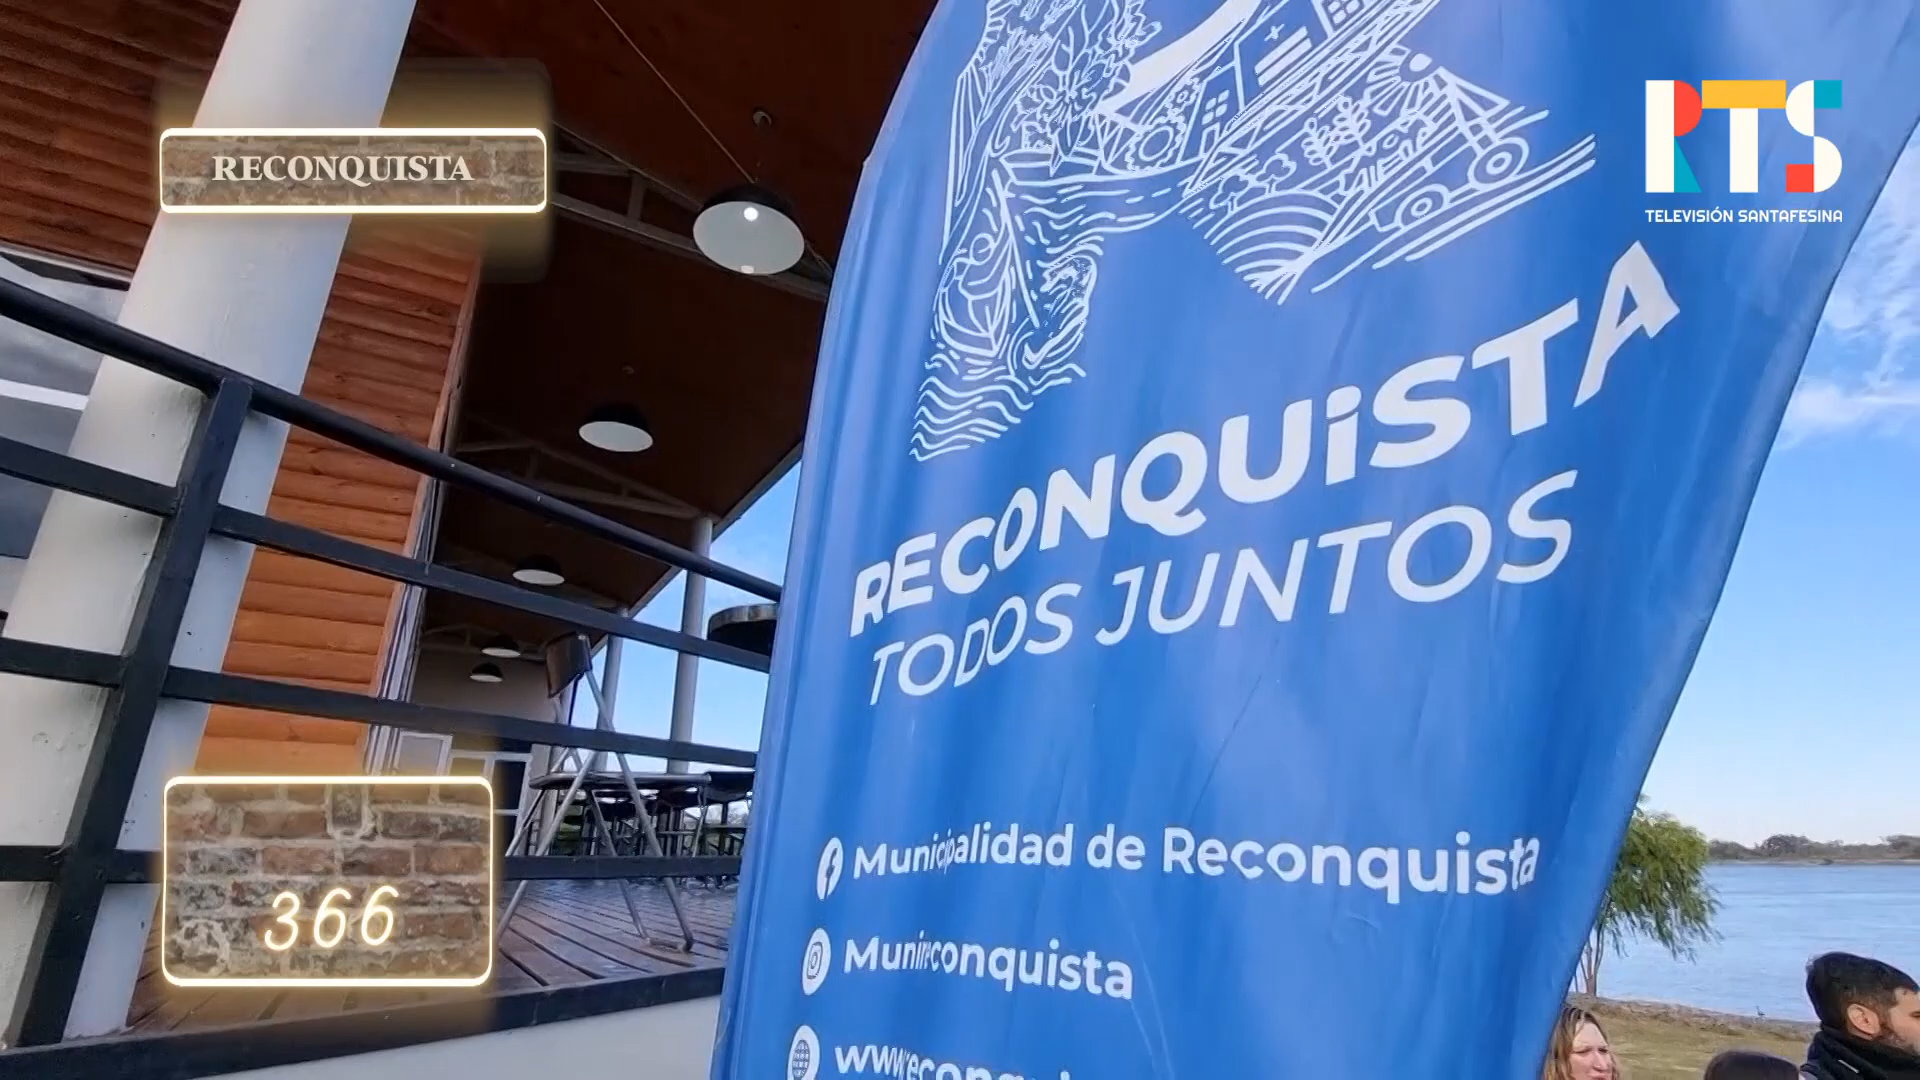 RECONQUISTA
RTS
TELEVISIÓN SANTAFESINA
RECONQUiSTA
TODOS JUNTOS
Municipalidad de Reconquista
Munireconquista
366